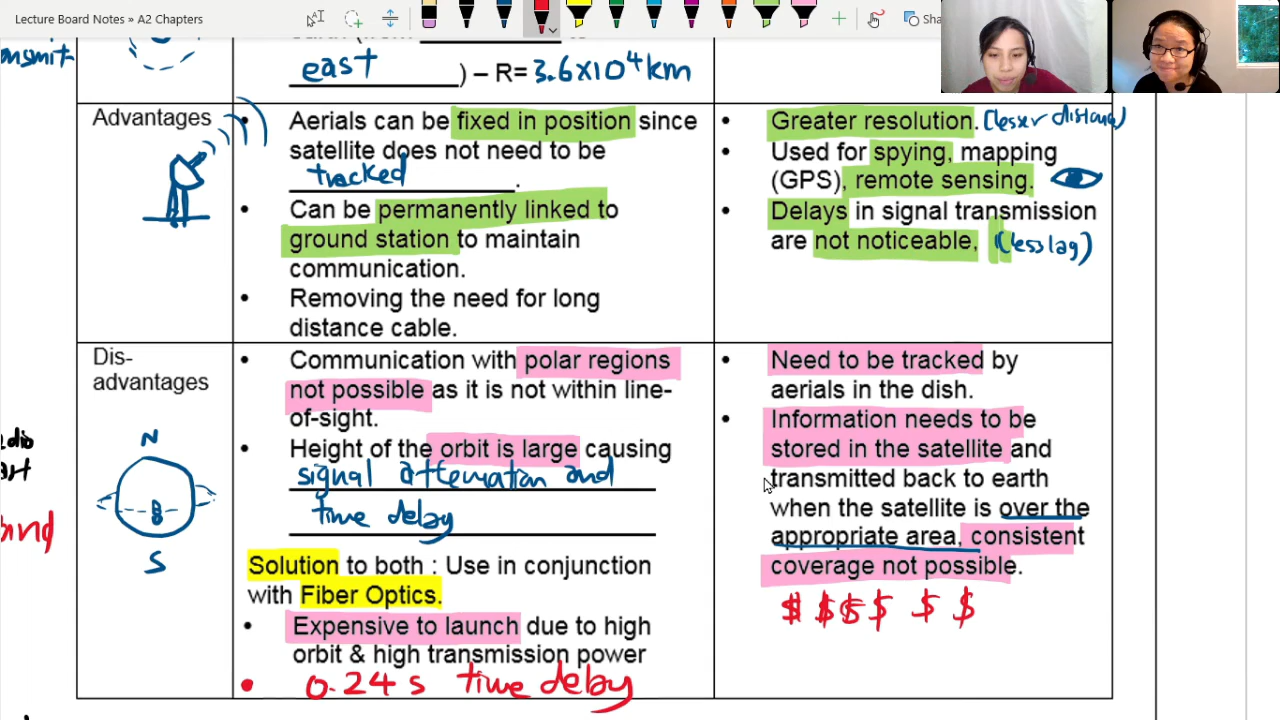 Lecture Board Notes » A2 Chapters
Sha
east
) – R= 3.6x10⁴ km
Advantages
• Aerials can be fixed in position since
satellite does not need to be
tracked.
• Can be permanently linked to
ground station to maintain
communication.
• Removing the need for long
distance cable.
• Greater resolution. (lesser distance)
• Used for spying, mapping
(GPS), remote sensing.
• Delays in signal transmission
are not noticeable. (less lag)
Dis-
advantages
N
S
• Communication with polar regions
not possible as it is not within line-
of-sight.
• Height of the orbit is large causing
signal attenuation and
time delay
Solution to both : Use in conjunction
with Fiber Optics.
• Expensive to launch due to high
orbit & high transmission power
• 0.24 s time delay
• Need to be tracked by
aerials in the dish.
• Information needs to be
stored in the satellite and
transmitted back to earth
when the satellite is over the
appropriate area, consistent
coverage not possible.
$ $ $ $ $ $